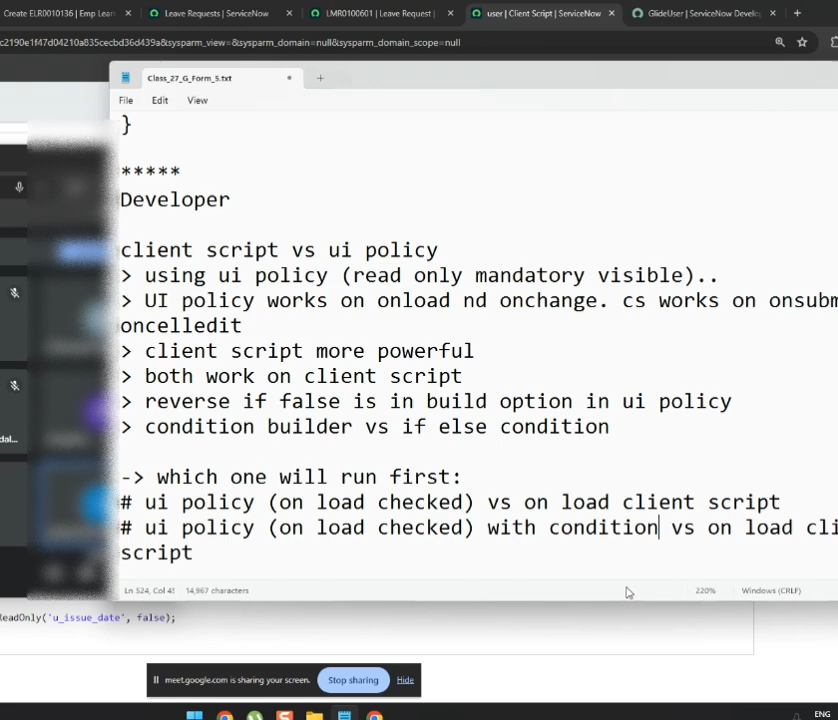 ELR0010136 | Emp Lear
Leave Requests | ServiceNow
LMR0100601 | Leave Request |
user | Client Script | ServiceNow
GlideUser | ServiceNow Develo
c2190e1f47d04210a835cecbd36d439a&sysparm_view=&sysparm_domain=null&sysparm_domain_scope=null
Class_27_G_Form_5.txt
File Edit View
}
*****
Developer
client script vs ui policy
> using ui policy (read only mandatory visible)..
> UI policy works on onload nd onchange. cs works on onsubm
oncelledit
> client script more powerful
> both work on client script
> reverse if false is in build option in ui policy
> condition builder vs if else condition
-> which one will run first:
# ui policy (on load checked) vs on load client script
# ui policy (on load checked) with condition vs on load cli
script
dal...
Ln 524, Col 45 14,967 characters 220% Windows (CRLF)
ReadOnly('u_issue_date', false);
meet.google.com is sharing your screen. Stop sharing Hide
ENG